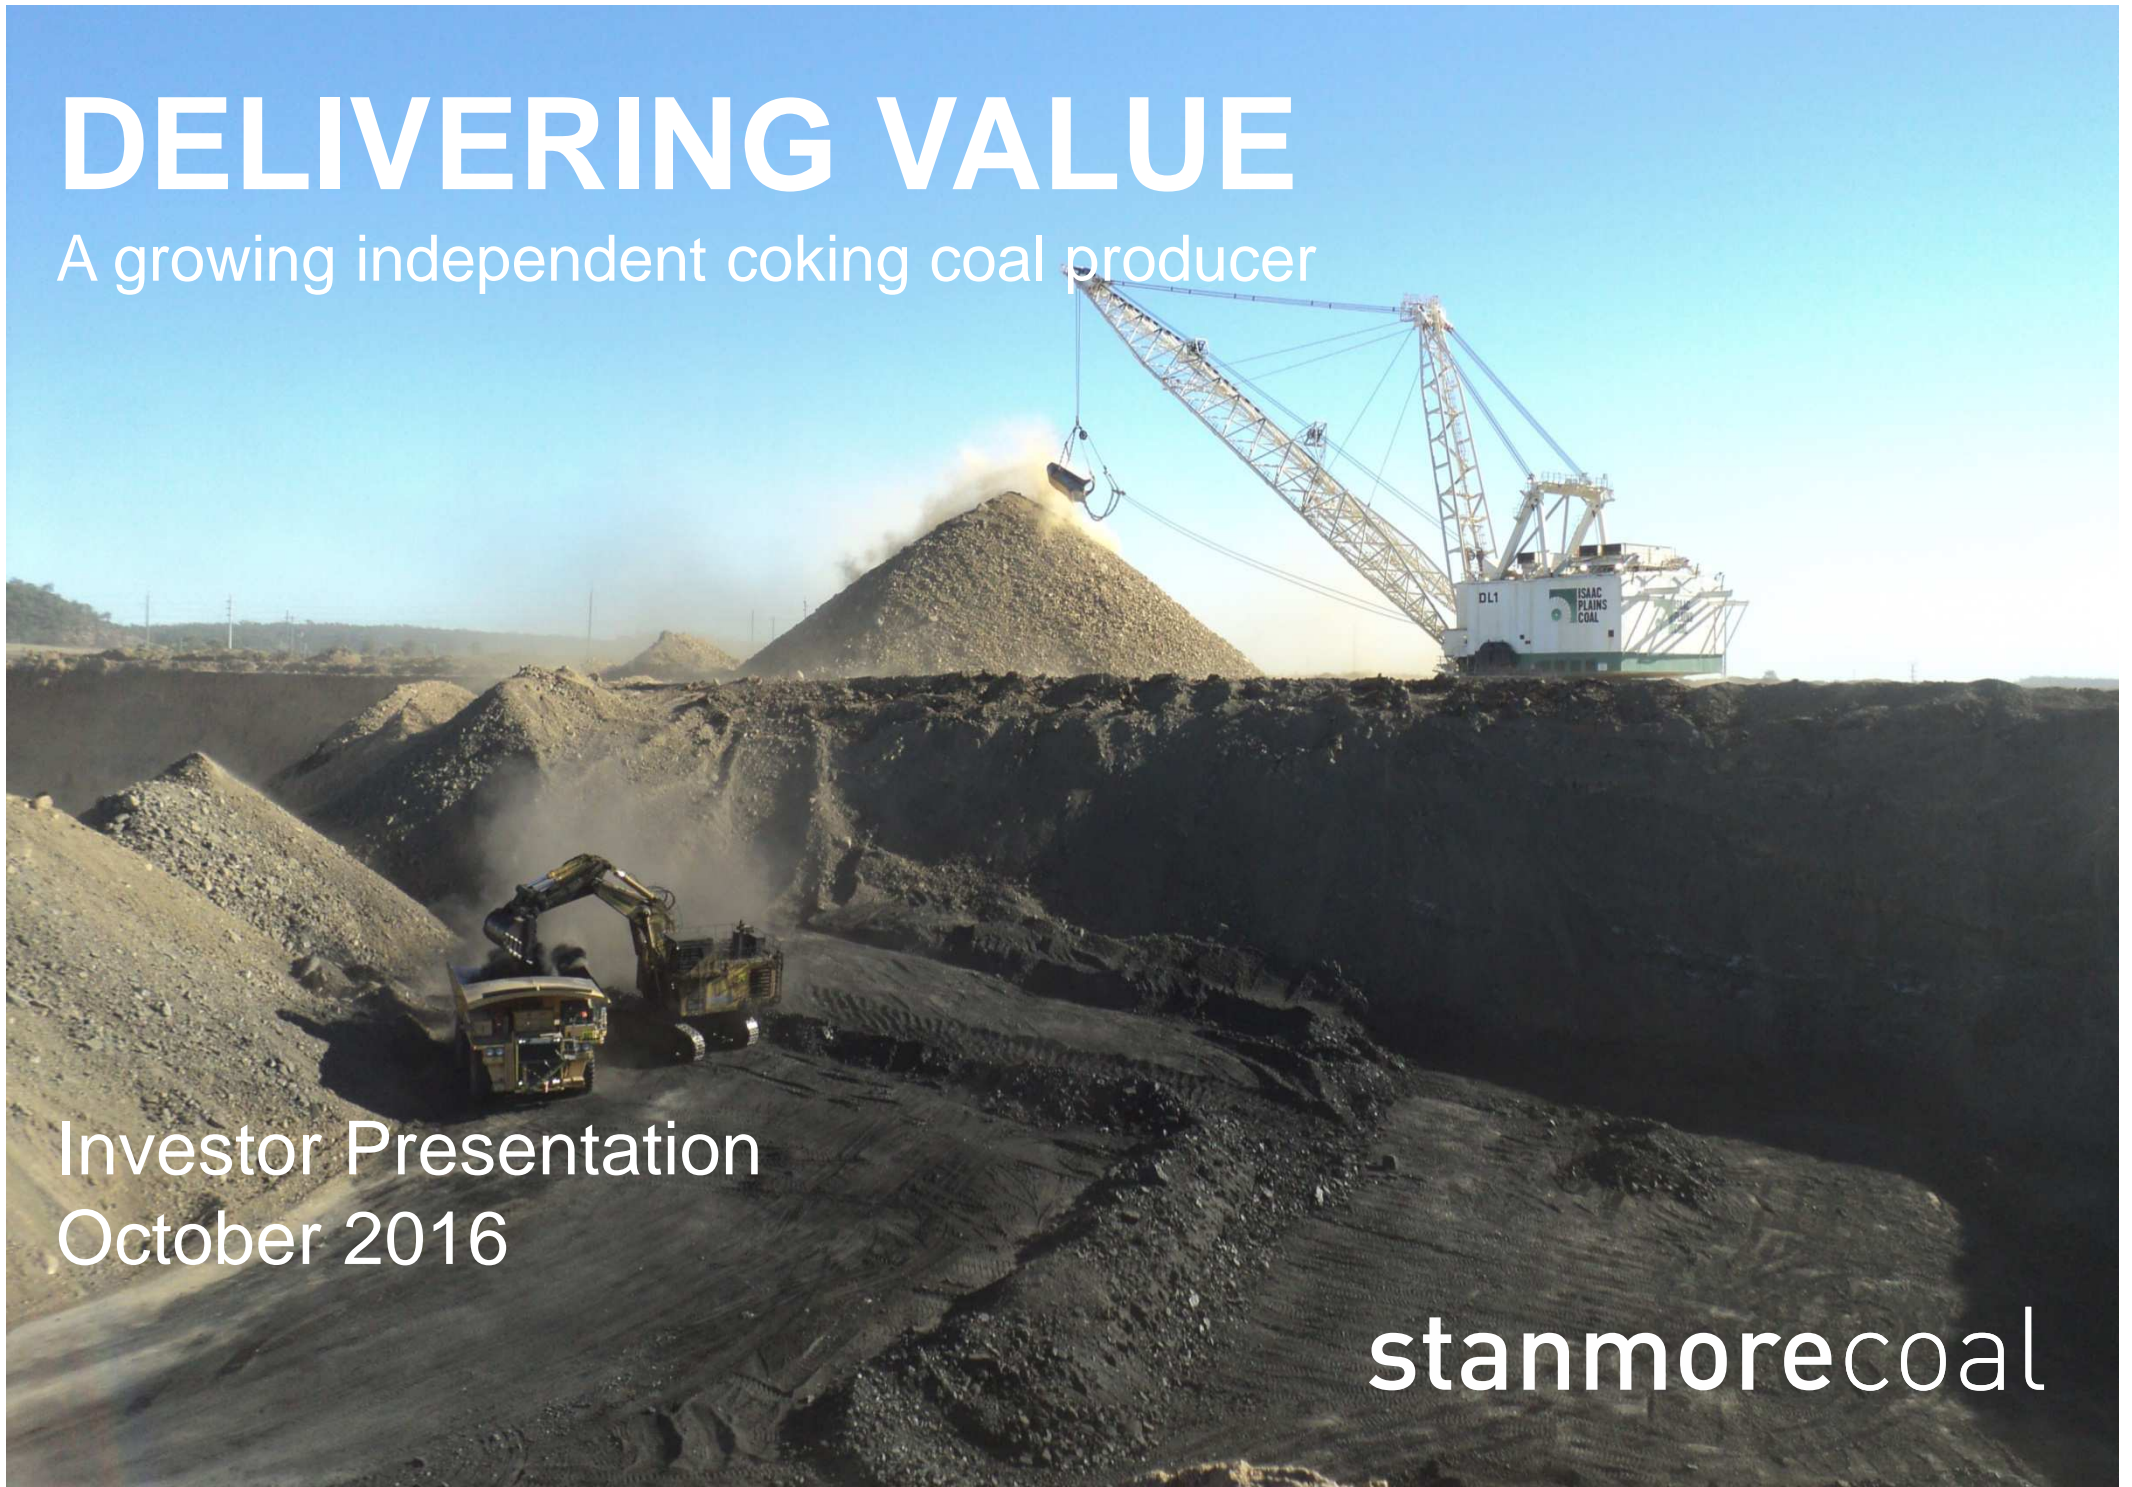 DELIVERING VALUE
A growing independent coking coal producer
DL1
ISAAC
PLAINS
COAL
Investor Presentation
October 2016
stanmorecoal